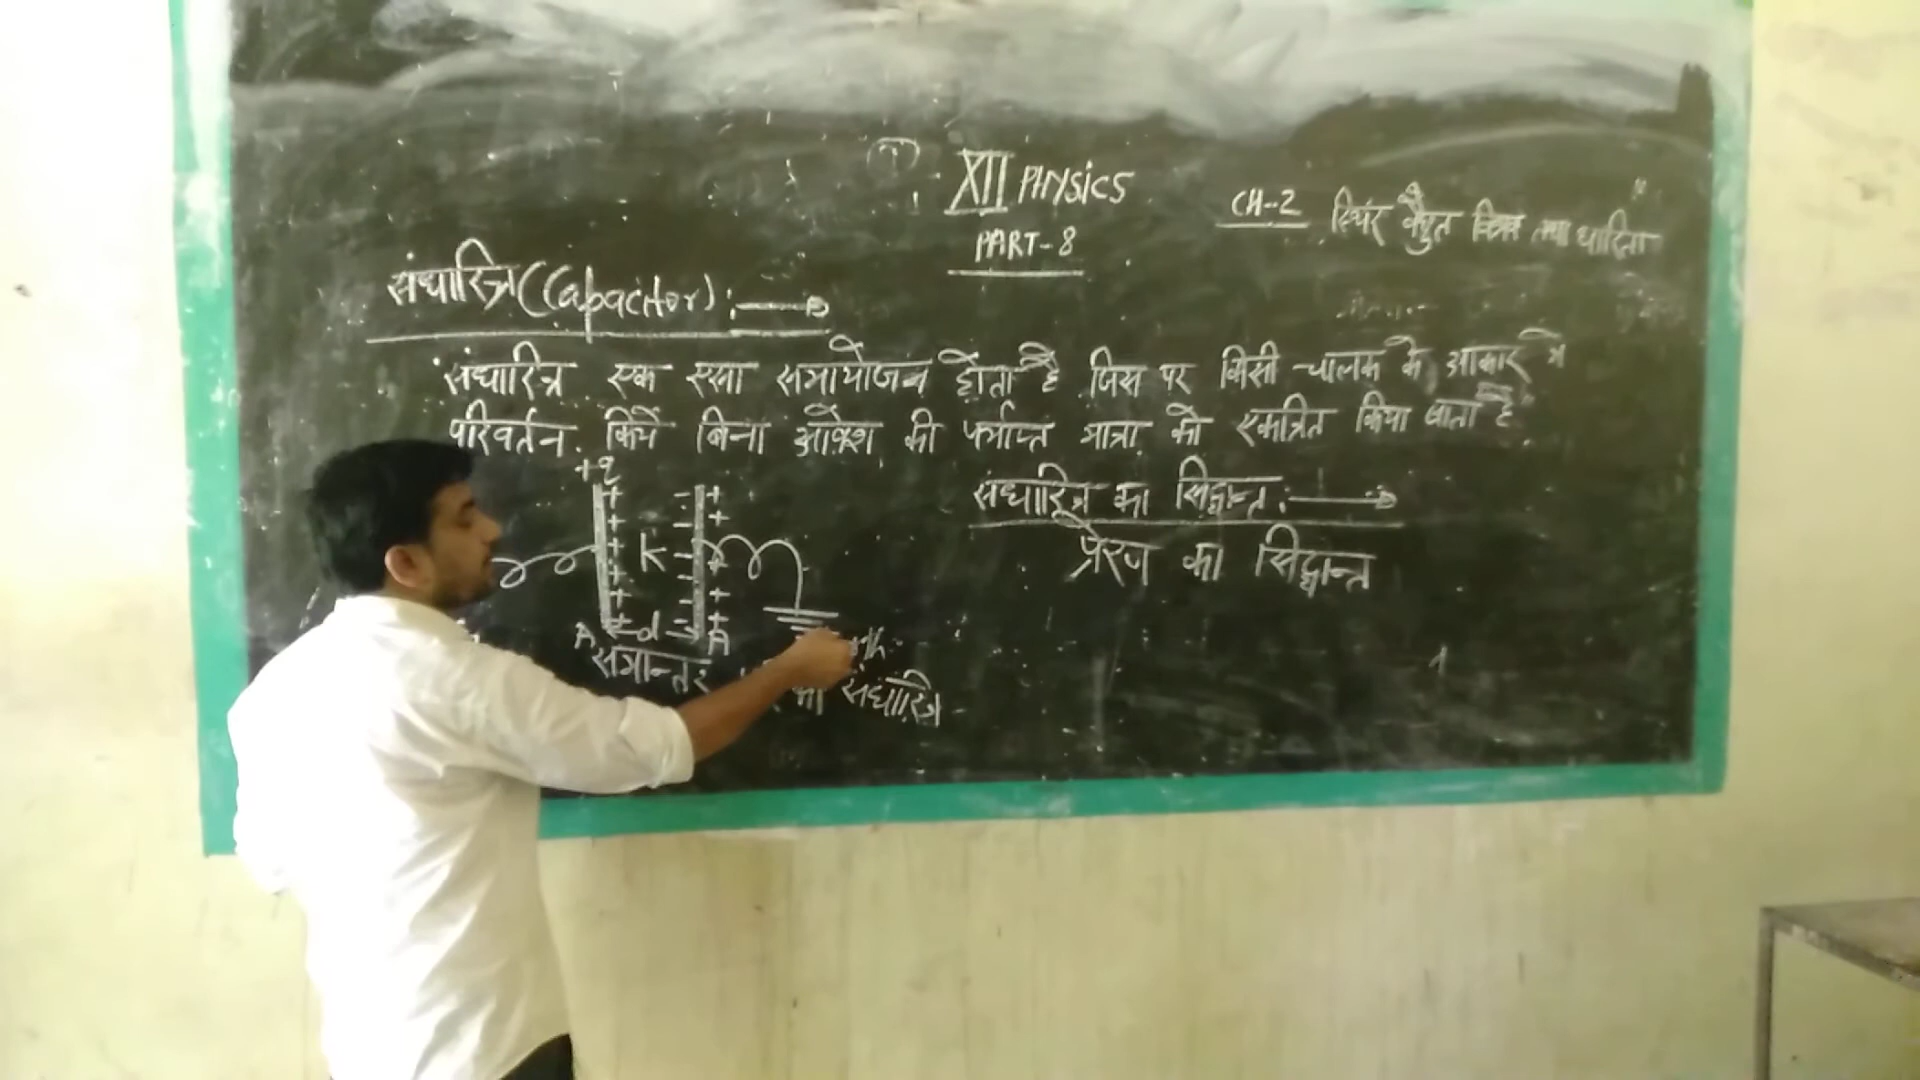 XII PHYSICS
CH-2 स्थिर वैद्युत विभव तथा धारिता
PART-8
संधारित्र (Capacitor) :
संधारित्र एक एसा समायोजन होता है जिस पर किसी चालक के आकार मे
परिवर्तन किये बिना आवेश की पर्याप्त मात्रा को एकत्रित किया जाता है
+q
संधारित्र का सिद्धान्त :
प्रेरण का सिद्धान्त
K
A d A
समान्तर संधारित्र